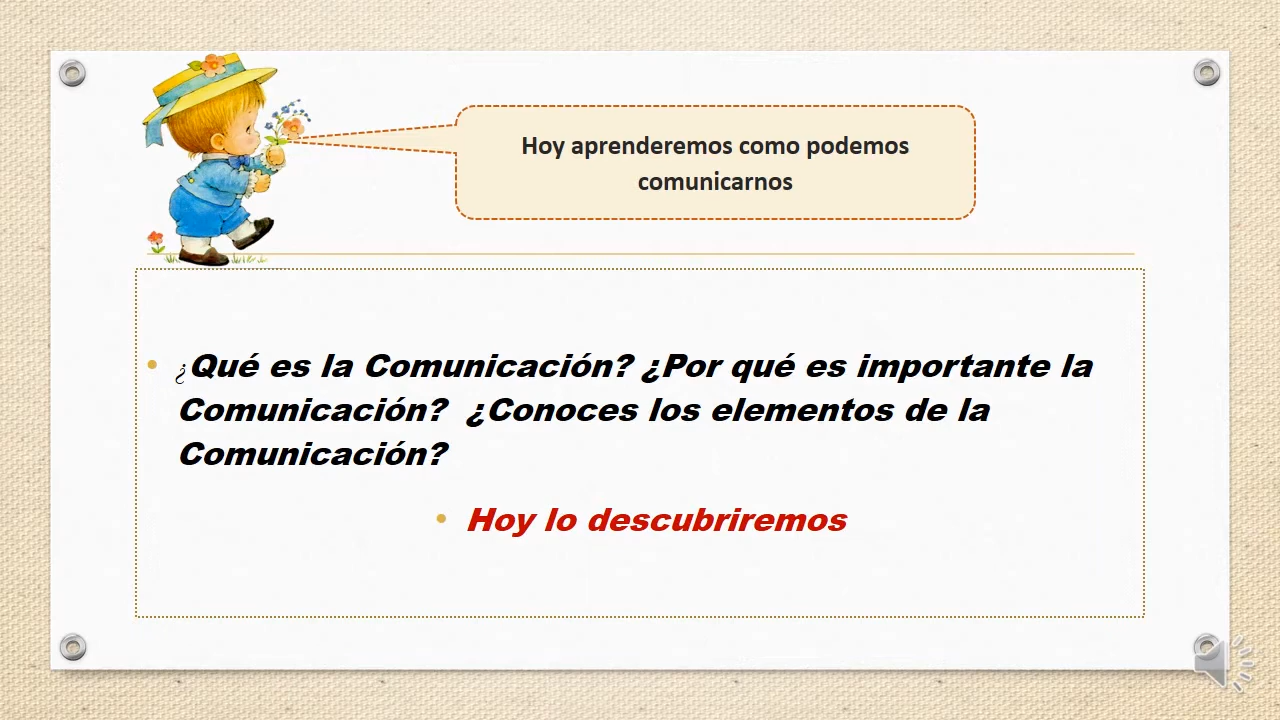 Hoy aprenderemos como podemos
comunicarnos
¿Qué es la Comunicación? ¿Por qué es importante la
Comunicación? ¿Conoces los elementos de la
Comunicación?
Hoy lo descubriremos